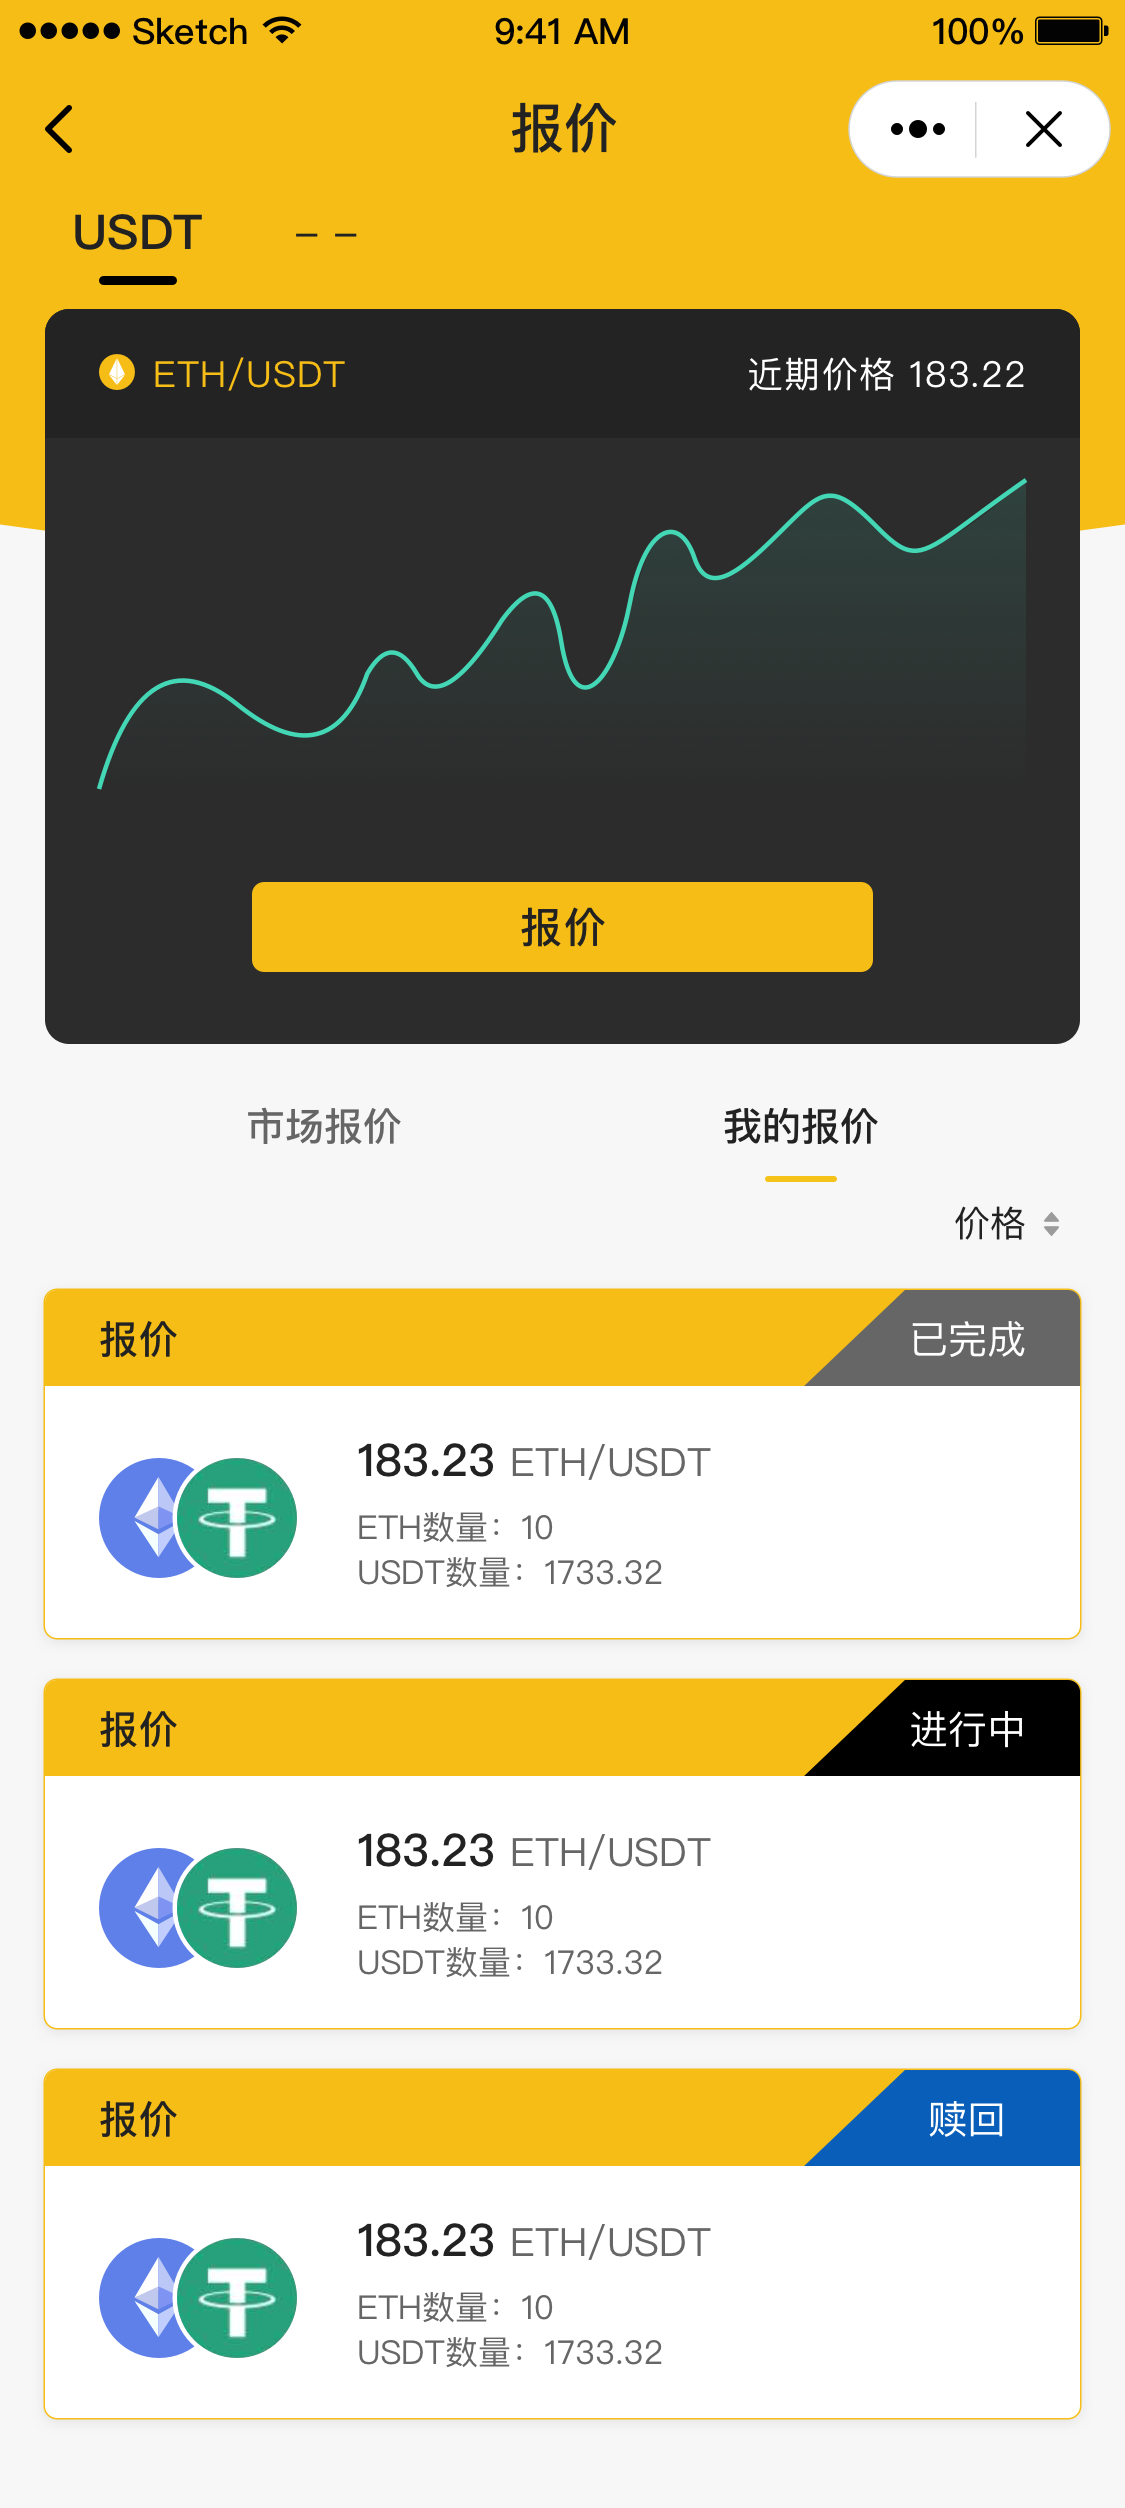 Sketch 9:41 AM 100%
报价
USDT – –
ETH/USDT 近期价格 183.22
报价
市场报价 我的报价
价格
报价 已完成
183.23 ETH/USDT
ETH数量：10
USDT数量：1733.32
报价 进行中
183.23 ETH/USDT
ETH数量：10
USDT数量：1733.32
报价 赎回
183.23 ETH/USDT
ETH数量：10
USDT数量：1733.32